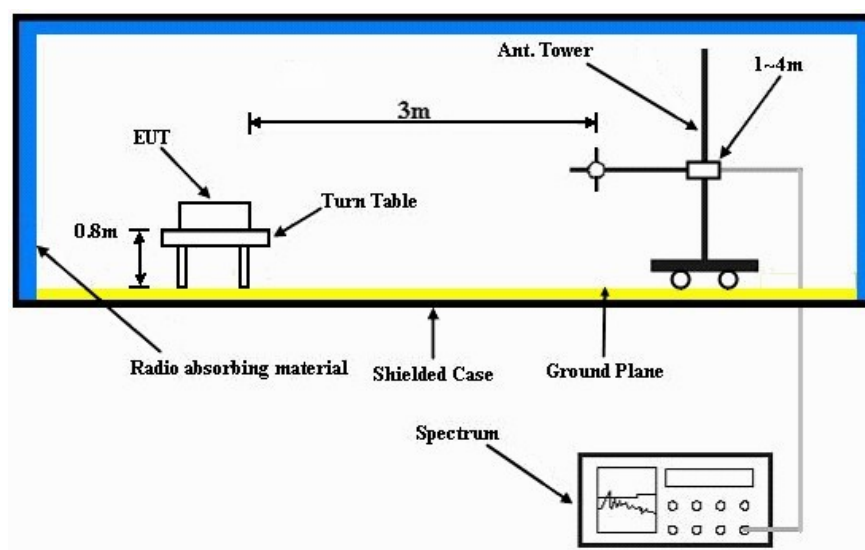 Ant. Tower
1~4m
3m
EUT
Turn Table
0.8m
Radio absorbing material
Shielded Case
Ground Plane
Spectrum